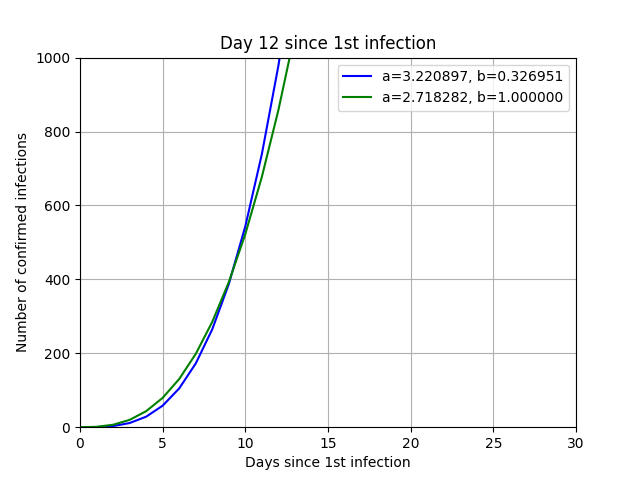 Day 12 since 1st infection
a=3.220897, b=0.326951
a=2.718282, b=1.000000
Number of confirmed infections
1000
800
600
400
200
0
0 5 10 15 20 25 30
Days since 1st infection